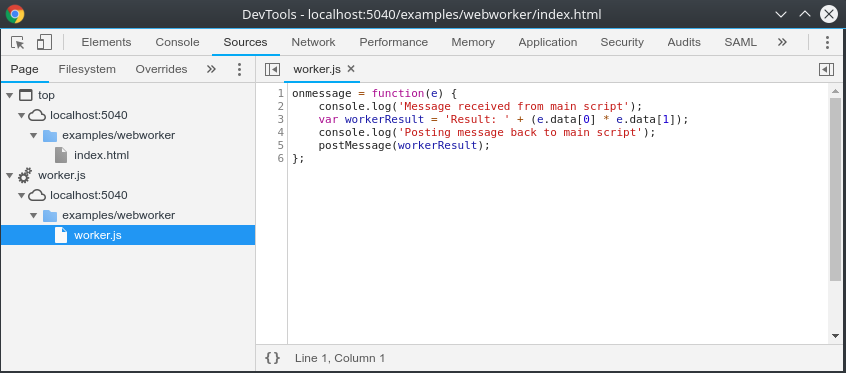 DevTools - localhost:5040/examples/webworker/index.html
Elements Console Sources Network Performance Memory Application Security Audits SAML »
Page Filesystem Overrides »
worker.js ×
top
localhost:5040
examples/webworker
index.html
worker.js
localhost:5040
examples/webworker
worker.js
1 onmessage = function(e) {
2     console.log('Message received from main script');
3     var workerResult = 'Result: ' + (e.data[0] * e.data[1]);
4     console.log('Posting message back to main script');
5     postMessage(workerResult);
6 };
{} Line 1, Column 1